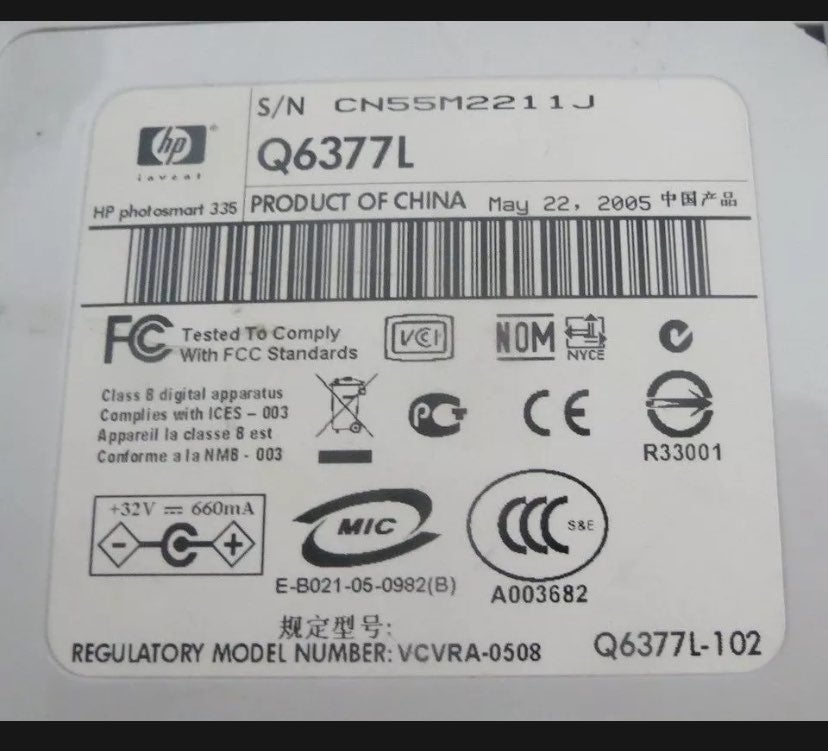 S/N CN55M2211J
hp
invent
Q6377L
HP photosmart 335
PRODUCT OF CHINA May 22, 2005 中国产品
FC Tested To Comply
With FCC Standards
VCI
NOM
NYCE
Class B digital apparatus
Complies with ICES – 003
Appareil la classe B est
Conforme a la NMB - 003
PCT
CE
R33001
+32V ⎓ 660mA
- C +
MIC
E-B021-05-0982(B)
CCC S&E
A003682
规定型号:
REGULATORY MODEL NUMBER: VCVRA-0508
Q6377L-102